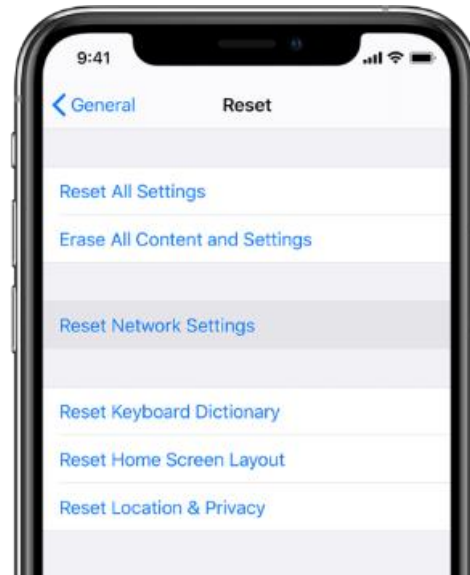 9:41
General
Reset
Reset All Settings
Erase All Content and Settings
Reset Network Settings
Reset Keyboard Dictionary
Reset Home Screen Layout
Reset Location & Privacy